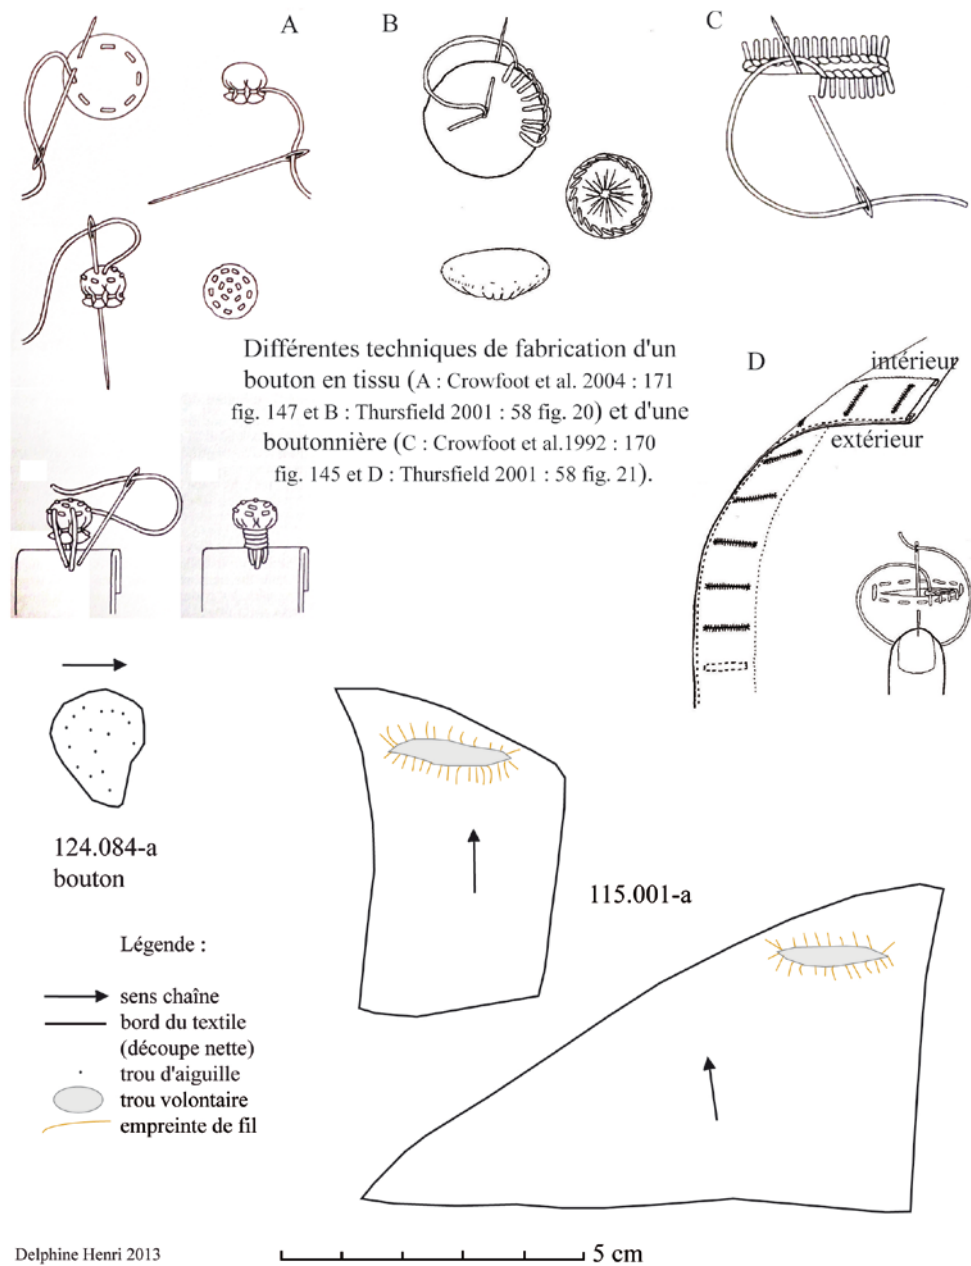 A
B
C
Différentes techniques de fabrication d'un
bouton en tissu (A : Crowfoot et al. 2004 : 171
fig. 147 et B : Thursfield 2001 : 58 fig. 20) et d'une
boutonnière (C : Crowfoot et al.1992 : 170
fig. 145 et D : Thursfield 2001 : 58 fig. 21).
D
intérieur
extérieur
124.084-a
bouton
115.001-a
Légende :
sens chaîne
bord du textile
(découpe nette)
trou d'aiguille
trou volontaire
empreinte de fil
Delphine Henri 2013
5 cm